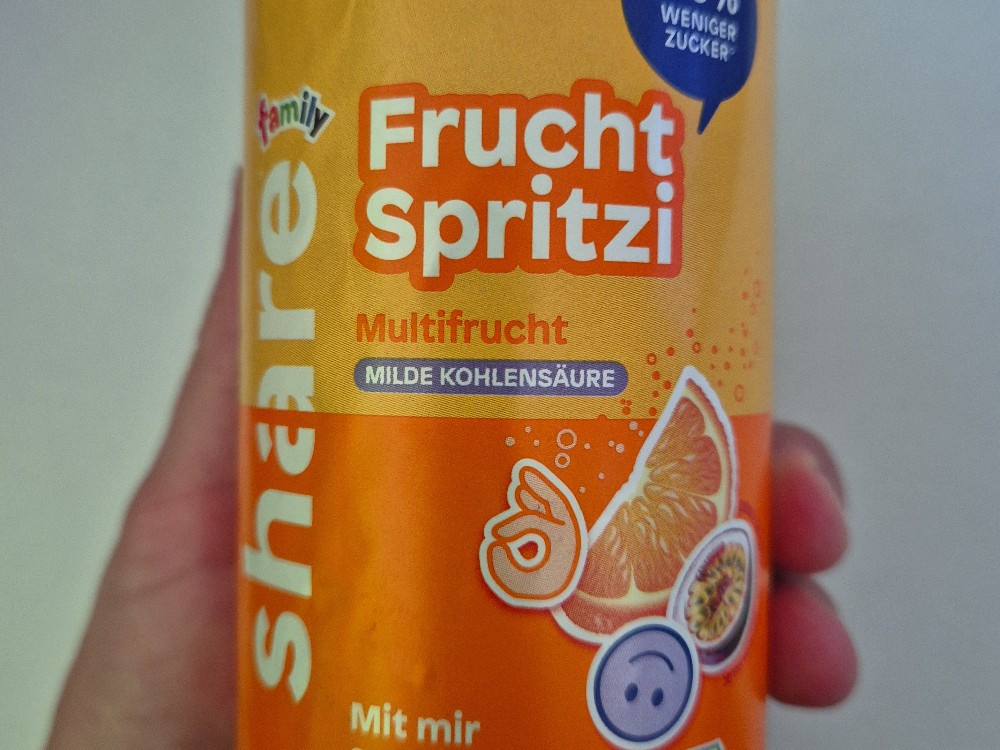 %
WENIGER
ZUCKER
family
share
Frucht
Spritzi
Multifrucht
MILDE KOHLENSÄURE
Mit mir